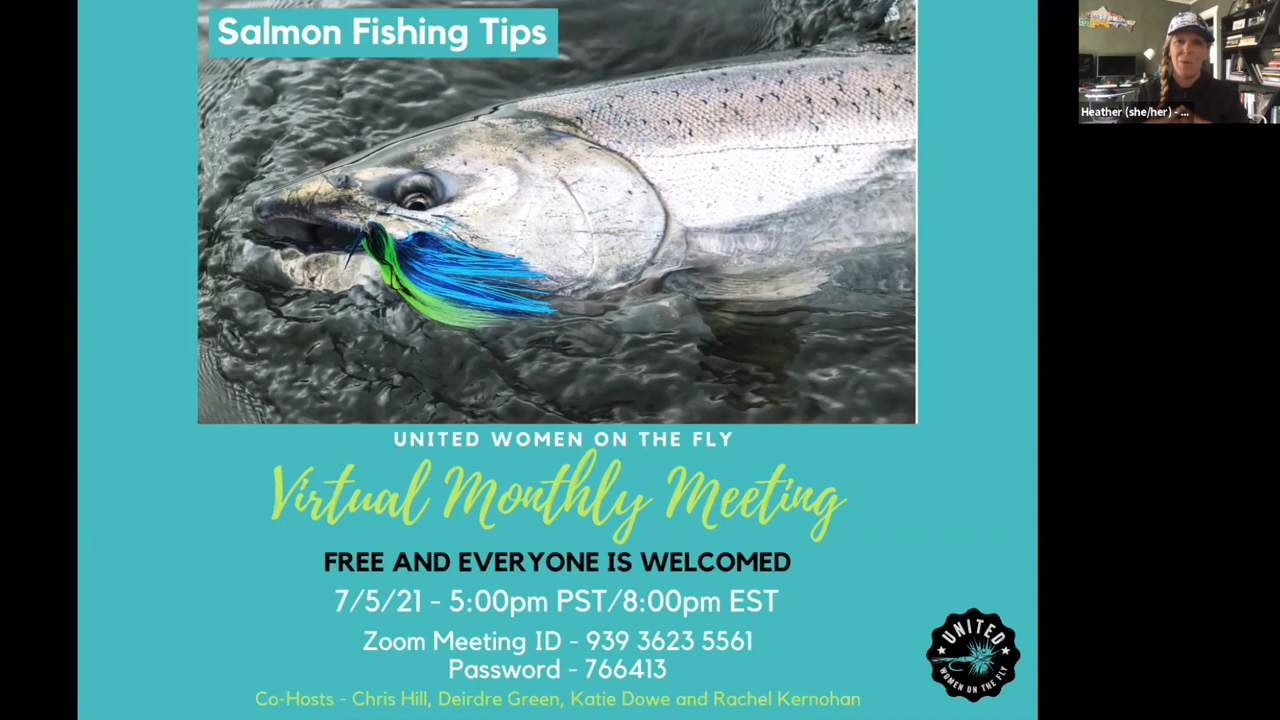 Salmon Fishing Tips
Heather (she/her) - ...
UNITED WOMEN ON THE FLY
Virtual Monthly Meeting
FREE AND EVERYONE IS WELCOMED
7/5/21 - 5:00pm PST/8:00pm EST
Zoom Meeting ID - 939 3623 5561
Password - 766413
Co-Hosts - Chris Hill, Deirdre Green, Katie Dowe and Rachel Kernohan
UNITED
WOMEN ON THE FLY